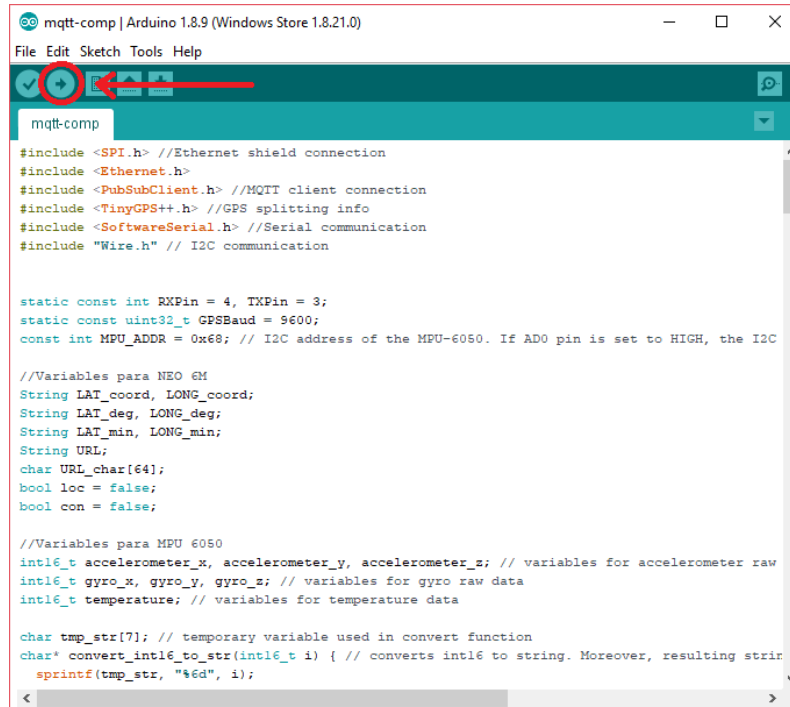 mqtt-comp | Arduino 1.8.9 (Windows Store 1.8.21.0)
File Edit Sketch Tools Help
mqtt-comp
#include <SPI.h> //Ethernet shield connection
#include <Ethernet.h>
#include <PubSubClient.h> //MQTT client connection
#include <TinyGPS++.h> //GPS splitting info
#include <SoftwareSerial.h> //Serial communication
#include "Wire.h" // I2C communication
static const int RXPin = 4, TXPin = 3;
static const uint32_t GPSBaud = 9600;
const int MPU_ADDR = 0x68; // I2C address of the MPU-6050. If AD0 pin is set to HIGH, the I2C
//Variables para NEO 6M
String LAT_coord, LONG_coord;
String LAT_deg, LONG_deg;
String LAT_min, LONG_min;
String URL;
char URL_char[64];
bool loc = false;
bool con = false;
//Variables para MPU 6050
int16_t accelerometer_x, accelerometer_y, accelerometer_z; // variables for accelerometer raw
int16_t gyro_x, gyro_y, gyro_z; // variables for gyro raw data
int16_t temperature; // variables for temperature data
char tmp_str[7]; // temporary variable used in convert function
char* convert_int16_to_str(int16_t i) { // converts int16 to string. Moreover, resulting strin
sprintf(tmp_str, "%6d", i);